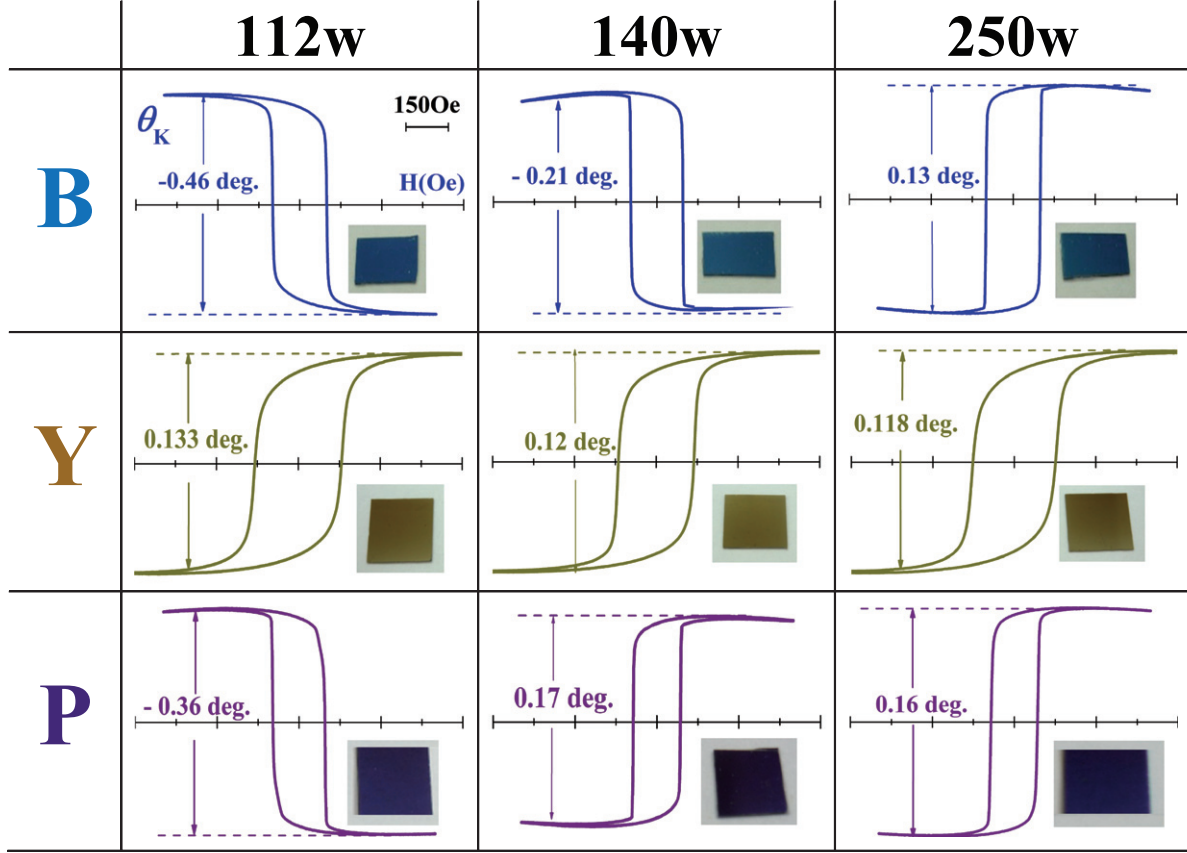 112w 140w 250w
B
θK
150Oe
-0.46 deg.
H(Oe)
- 0.21 deg.
0.13 deg.
Y
0.133 deg.
0.12 deg.
0.118 deg.
P
- 0.36 deg.
0.17 deg.
0.16 deg.